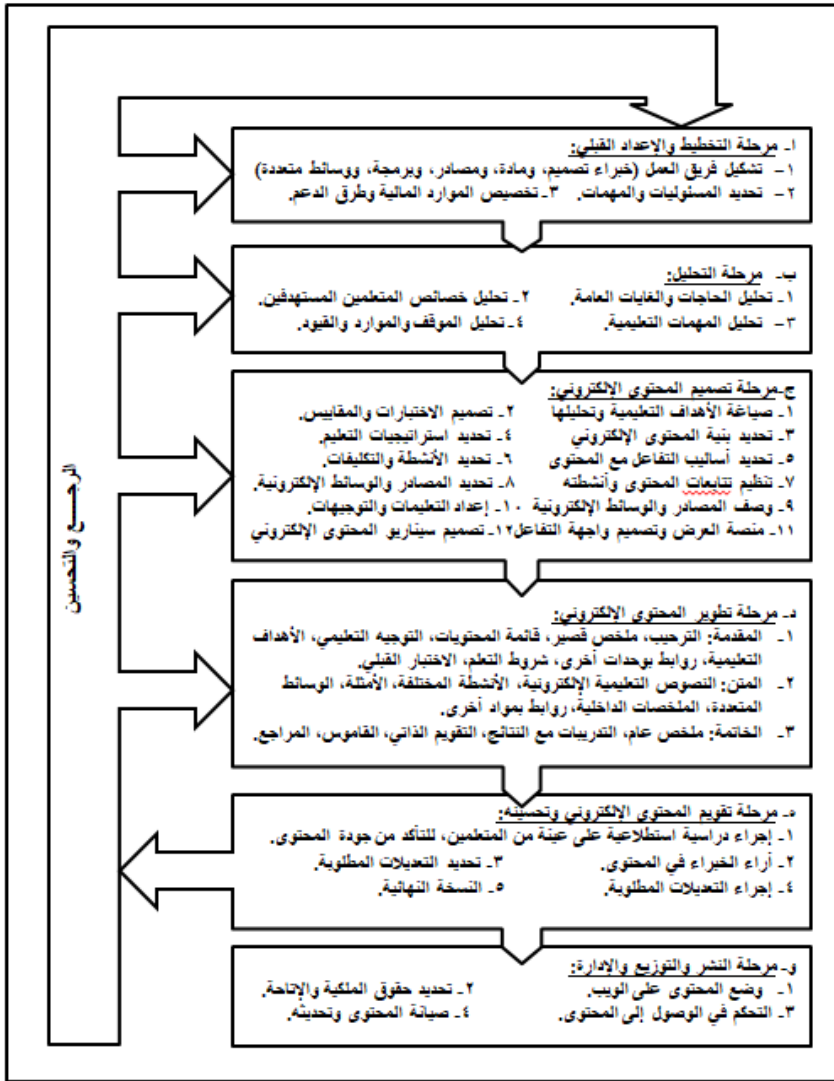 ا- مرحلة التخطيط والإعداد القبلي:
١- تشكيل فريق العمل (خبراء تصميم، ومادة، ومصادر، وبرمجة، ووسائط متعددة)
٢- تحديد المسئوليات والمهمات. ٣- تخصيص الموارد المالية وطرق الدعم.
ب- مرحلة التحليل:
١- تحليل الحاجات والغايات العامة. ٢- تحليل خصائص المتعلمين المستهدفين.
٣- تحليل المهمات التعليمية. ٤- تحليل الموقف والموارد والقيود.
ج- مرحلة تصميم المحتوى الإلكتروني:
١- صياغة الأهداف التعليمية وتحليلها ٢- تصميم الاختبارات والمقاييس.
٣- تحديد بنية المحتوى الإلكتروني ٤- تحديد استراتيجيات التعليم.
٥- تحديد أساليب التفاعل مع المحتوى ٦- تحديد الأنشطة والتكليفات.
٧- تنظيم تتابعات المحتوى وأنشطته ٨- تحديد المصادر والوسائط الإلكترونية.
٩- وصف المصادر والوسائط الإلكترونية ١٠- إعداد التعليمات والتوجيهات.
١١- منصة العرض وتصميم واجهة التفاعل ١٢- تصميم سيناريو المحتوى الإلكتروني
د- مرحلة تطوير المحتوى الإلكتروني:
١- المقدمة: الترحيب، ملخص قصير، قائمة المحتويات، التوجيه التعليمي، الأهداف
التعليمية، روابط بوحدات أخرى، شروط التعلم، الاختبار القبلي.
٢- المتن: النصوص التعليمية الإلكترونية، الأنشطة المختلفة، الأمثلة، الوسائط
المتعددة، الملخصات الداخلية، روابط بمواد أخرى.
٣- الخاتمة: ملخص عام، التدريبات مع النتائج، التقويم الذاتي، القاموس، المراجع.
ه- مرحلة تقويم المحتوى الإلكتروني وتحسينه:
١- إجراء دراسية استطلاعية على عينة من المتعلمين، للتأكد من جودة المحتوى.
٢- أراء الخبراء في المحتوى. ٣- تحديد التعديلات المطلوبة.
٤- إجراء التعديلات المطلوبة. ٥- النسخة النهائية.
و- مرحلة النشر والتوزيع والإدارة:
١- وضع المحتوى على الويب. ٢- تحديد حقوق الملكية والإتاحة.
٣- التحكم في الوصول إلى المحتوى. ٤- صيانة المحتوى وتحديثه.
الرجع والتحسين